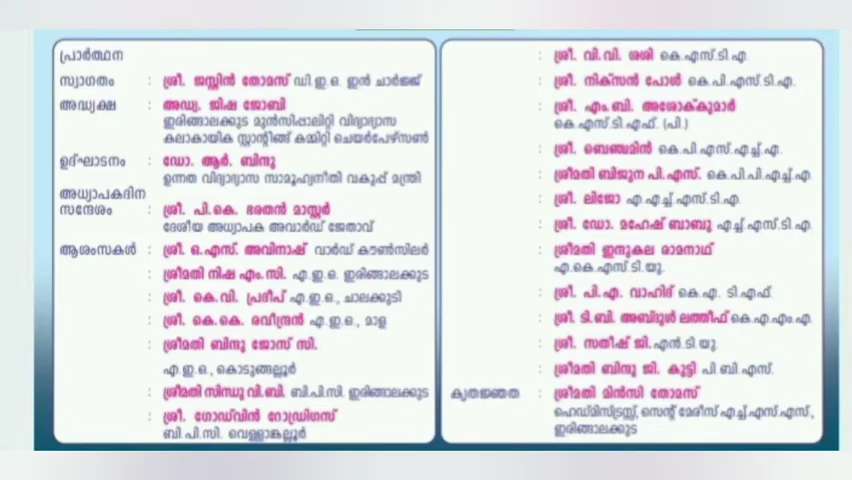 പ്രാർത്ഥന
സ്വാഗതം : ശ്രീ. ജസ്റ്റിൻ തോമസ് ഡി.ഇ.ഒ. ഇൻ ചാർജ്ജ്
അദ്ധ്യക്ഷ : അഡ്വ. ജിഷ ജോബി
ഇരിങ്ങാലക്കുട മുൻസിപ്പാലിറ്റി വിദ്യാഭ്യാസ
കലാകായിക സ്റ്റാന്റിങ്ങ് കമ്മിറ്റി ചെയർപേഴ്സൺ
ഉദ്ഘാടനം : ഡോ. ആർ. ബിന്ദു
ഉന്നത വിദ്യാഭ്യാസ സാമൂഹ്യനീതി വകുപ്പ് മന്ത്രി
അധ്യാപകദിന
സന്ദേശം : ശ്രീ. പി.കെ. ഭരതൻ മാസ്റ്റർ
ദേശീയ അധ്യാപക അവാർഡ് ജേതാവ്
ആശംസകൾ : ശ്രീ. ഒ.എസ്. അവിനാഷ് വാർഡ് കൗൺസിലർ
: ശ്രീമതി നിഷ എം.സി. എ.ഇ.ഒ. ഇരിങ്ങാലക്കുട
: ശ്രീ. കെ.വി. പ്രദീപ് എ.ഇ.ഒ., ചാലക്കുടി
: ശ്രീ. കെ.കെ. രവീന്ദ്രൻ എ.ഇ.ഒ., മാള
: ശ്രീമതി ബിന്ദു ജോസ് സി.
എ.ഇ.ഒ., കൊടുങ്ങല്ലൂർ
: ശ്രീമതി സിന്ധു വി.ബി. ബി.പി.സി. ഇരിങ്ങാലക്കുട
: ശ്രീ. ഗോഡ്‌വിൻ റോഡ്രിഗസ്
ബി.പി.സി. വെള്ളാങ്കല്ലൂർ
: ശ്രീ. വി.വി. ശശി കെ.എസ്.ടി.എ.
: ശ്രീ. നിക്സൻ പോൾ കെ.പി.എസ്.ടി.എ.
: ശ്രീ. എം.ബി. അശോക്കുമാർ
കെ.എസ്.ടി.എഫ്. (പി.)
: ശ്രീ. ബെഞ്ചമിൻ കെ.പി.എസ്.എച്ച്.എ.
: ശ്രീമതി ബിജുന പി.എസ്. കെ.പി.പി.എച്ച്.എ.
: ശ്രീ. ലിജോ എ.എച്ച്.എസ്.ടി.എ.
: ശ്രീ. ഡോ. മഹേഷ് ബാബു എച്ച്.എസ്.ടി.എ.
: ശ്രീമതി ഇന്ദുകല രാമനാഥ്
എ.കെ.എസ്.ടി.യു.
: ശ്രീ. പി.എ. വാഹിദ് കെ.എ. ടി.എഫ്.
: ശ്രീ. ടി.ബി. അബ്ദുൾ ലത്തീഫ് കെ.എ.എം.എ.
: ശ്രീ. സതീഷ് ജി. എൻ.ടി.യു.
: ശ്രീമതി ബിന്ദു ജി. കുട്ടി പി.ബി.എസ്.
കൃതജ്ഞത : ശ്രീമതി മിൻസി തോമസ്
ഹെഡ്മിസ്ട്രസ്സ്, സെന്റ് മേരീസ് എച്ച്.എസ്.എസ്.,
ഇരിങ്ങാലക്കുട